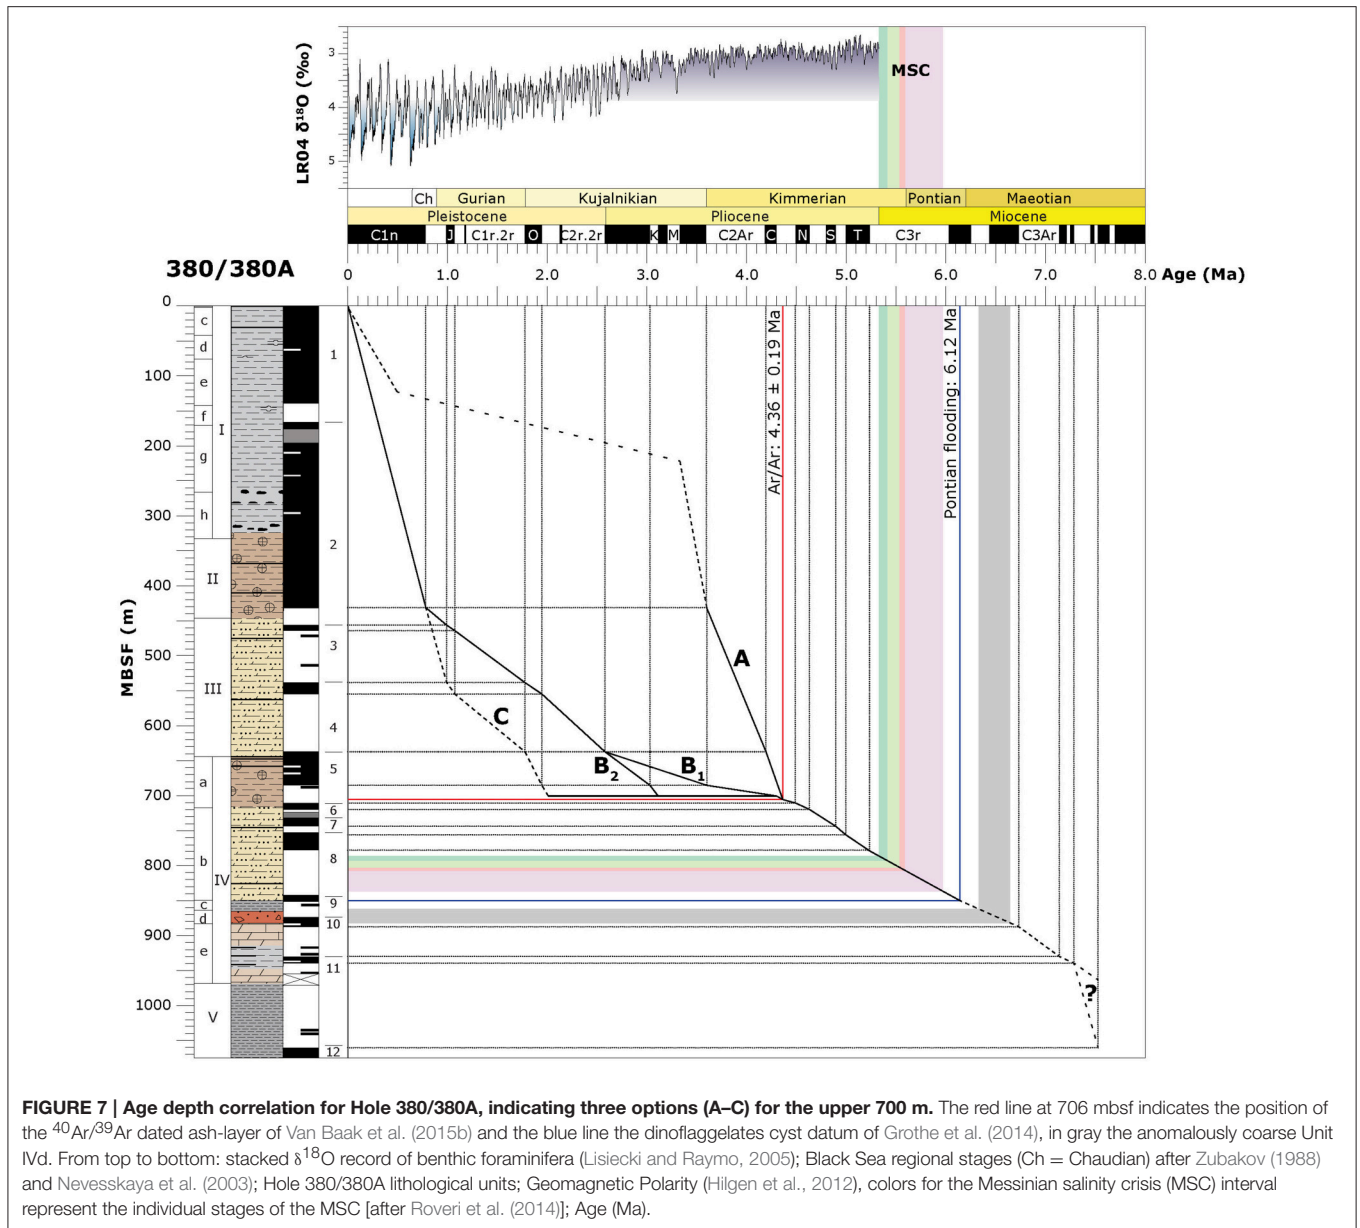 LR04 δ18O (‰)
3
4
5
MSC
Ch Gurian Kujalnikian Kimmerian Pontian Maeotian
Pleistocene Pliocene Miocene
C1n J C1r.2r O C2r.2r K M C2Ar C N S T C3r C3Ar
380/380A
0 1.0 2.0 3.0 4.0 5.0 6.0 7.0 8.0 Age (Ma)
MBSF (m)
0
100
200
300
400
500
600
700
800
900
1000
c
d
e
f
g
h
I
II
III
a
b
c
d
e
IV
V
1
2
3
4
5
6
7
8
9
10
11
12
Ar/Ar: 4.36 ± 0.19 Ma
Pontian flooding: 6.12 Ma
A
C
B2
B1
?
FIGURE 7 | Age depth correlation for Hole 380/380A, indicating three options (A–C) for the upper 700 m. The red line at 706 mbsf indicates the position of
the 40Ar/39Ar dated ash-layer of Van Baak et al. (2015b) and the blue line the dinoflaggelates cyst datum of Grothe et al. (2014), in gray the anomalously coarse Unit
IVd. From top to bottom: stacked δ18O record of benthic foraminifera (Lisiecki and Raymo, 2005); Black Sea regional stages (Ch = Chaudian) after Zubakov (1988)
and Nevesskaya et al. (2003); Hole 380/380A lithological units; Geomagnetic Polarity (Hilgen et al., 2012), colors for the Messinian salinity crisis (MSC) interval
represent the individual stages of the MSC [after Roveri et al. (2014)]; Age (Ma).